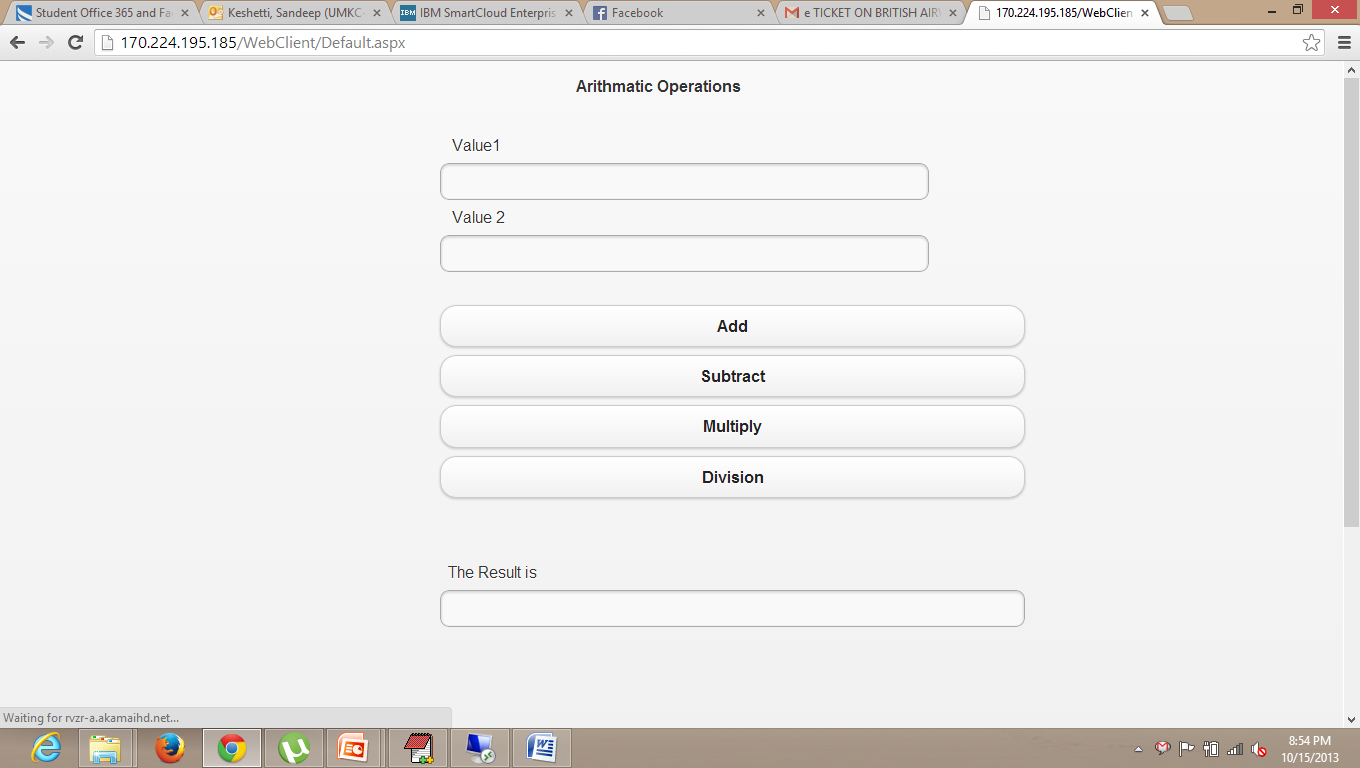 Student Office 365 and Fa
Keshetti, Sandeep (UMKC-
IBM IBM SmartCloud Enterpris
Facebook
e TICKET ON BRITISH AIR
170.224.195.185/WebClien
170.224.195.185/WebClient/Default.aspx
Arithmatic Operations
Value1
Value 2
Add
Subtract
Multiply
Division
The Result is
Waiting for rvzr-a.akamaihd.net...
8:54 PM
10/15/2013